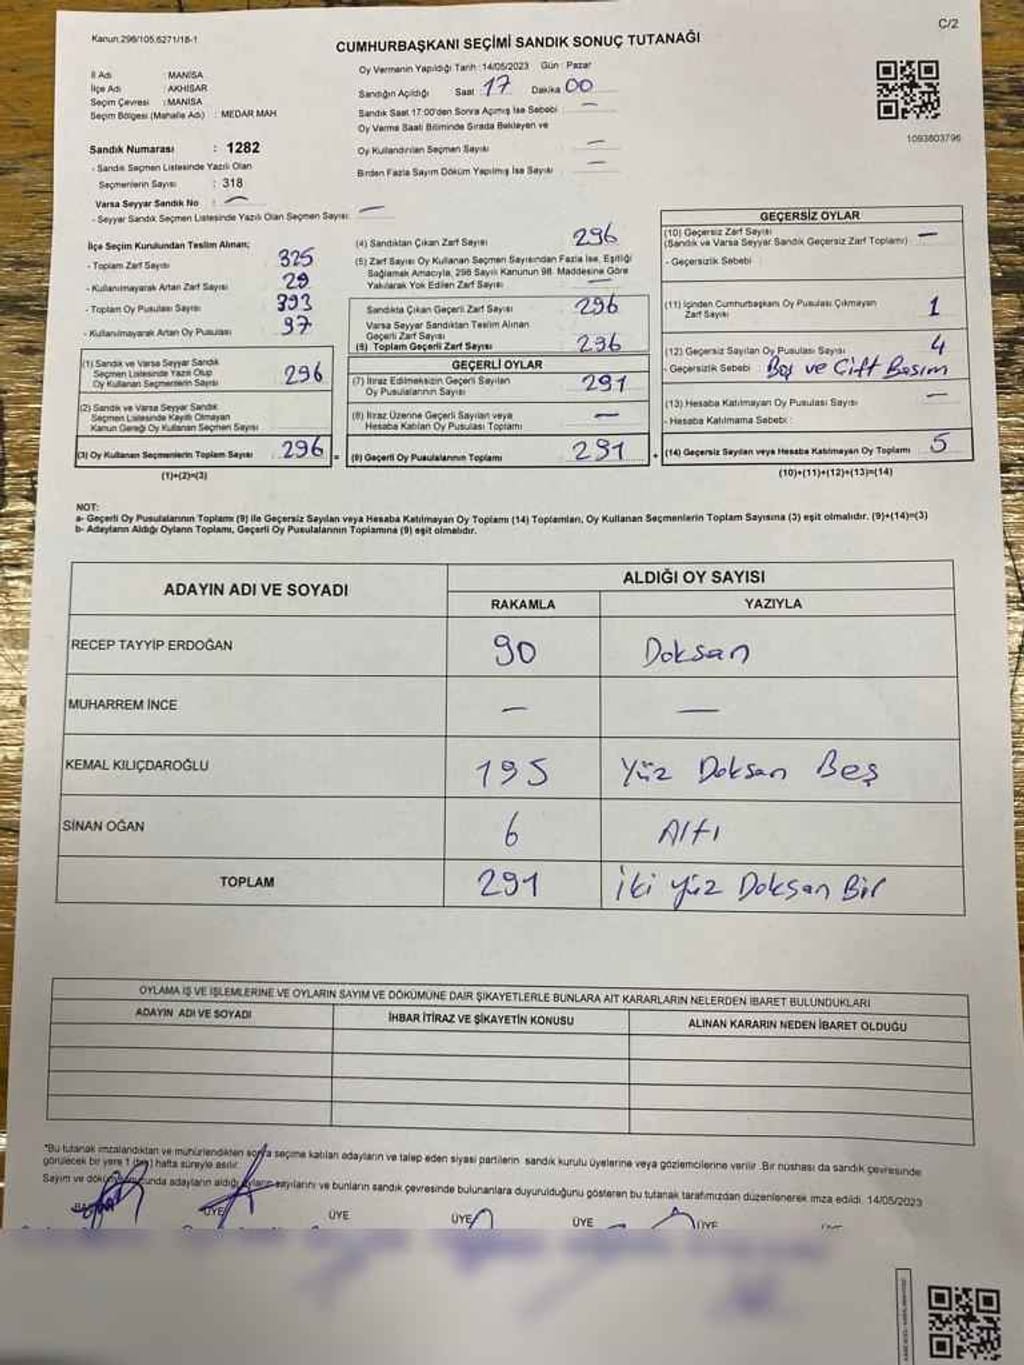 C/2
Kanun:298/105,6271/18-1
CUMHURBAŞKANI SEÇİMİ SANDIK SONUÇ TUTANAĞI
İl Adı : MANİSA
İlçe Adı : AKHİSAR
Seçim Çevresi : MANİSA
Seçim Bölgesi (Mahalle Adı) : MEDAR MAH
Sandık Numarası : 1282
- Sandık Seçmen Listesinde Yazılı Olan
Seçmenlerin Sayısı : 318
Varsa Seyyar Sandık No : —
- Seyyar Sandık Seçmen Listesinde Yazılı Olan Seçmen Sayısı: —
Oy Vermenin Yapıldığı Tarih :14/05/2023 Gün : Pazar
Sandığın Açıldığı Saat : 17 Dakika 00
Sandık Saat 17:00'den Sonra Açılmış İse Sebebi : —
Oy Verme Saati Bitiminde Sırada Bekleyen ve
Oy Kullandırılan Seçmen Sayısı —
Birden Fazla Sayım Döküm Yapılmış İse Sayısı —
1093803796
İlçe Seçim Kurulundan Teslim Alınan;
- Toplam Zarf Sayısı 325
- Kullanılmayarak Artan Zarf Sayısı 29
- Toplam Oy Pusulası Sayısı 393
- Kullanılmayarak Artan Oy Pusulası 97
(1) Sandık ve Varsa Seyyar Sandık
Seçmen Listesinde Yazılı Olup
Oy Kullanan Seçmenlerin Sayısı 296
(2) Sandık ve Varsa Seyyar Sandık
Seçmen Listesinde Kayıtlı Olmayan
Kanun Gereği Oy Kullanan Seçmen Sayısı
(3) Oy Kullanan Seçmenlerin Toplam Sayısı 296 =
(1)+(2)=(3)
(4) Sandıktan Çıkan Zarf Sayısı 296
(5) Zarf Sayısı Oy Kullanan Seçmen Sayısından Fazla İse, Eşitliği
Sağlamak Amacıyla, 298 Sayılı Kanunun 98. Maddesine Göre
Yakılarak Yok Edilen Zarf Sayısı —
Sandıkta Çıkan Geçerli Zarf Sayısı 296
Varsa Seyyar Sandıktan Teslim Alınan
Geçerli Zarf Sayısı
(6) Toplam Geçerli Zarf Sayısı 296
GEÇERLİ OYLAR
(7) İtiraz Edilmeksizin Geçerli Sayılan
Oy Pusulasının Sayısı 291
(8) İtiraz Üzerine Geçerli Sayılan veya
Hesaba Katılan Oy Pusulası Toplamı —
(9) Geçerli Oy Pusulalarının Toplamı 291 +
GEÇERSİZ OYLAR
(10) Geçersiz Zarf Sayısı
(Sandık ve Varsa Seyyar Sandık Geçersiz Zarf Toplamı) —
- Geçersizlik Sebebi :
(11) İçinden Cumhurbaşkanı Oy Pusulası Çıkmayan
Zarf Sayısı 1
(12) Geçersiz Sayılan Oy Pusulası Sayısı 4
- Geçersizlik Sebebi : Boş ve Çift Basım
(13) Hesaba Katılmayan Oy Pusulası Sayısı —
- Hesaba Katılmama Sebebi :
(14) Geçersiz Sayılan veya Hesaba Katılmayan Oy Toplamı 5
(10)+(11)+(12)+(13)=(14)
NOT:
a- Geçerli Oy Pusulalarının Toplamı (9) ile Geçersiz Sayılan veya Hesaba Katılmayan Oy Toplamı (14) Toplamları, Oy Kullanan Seçmenlerin Toplam Sayısına (3) eşit olmalıdır. (9)+(14)=(3)
b- Adayların Aldığı Oyların Toplamı, Geçerli Oy Pusulalarının Toplamına (9) eşit olmalıdır.
ADAYIN ADI VE SOYADI
ALDIĞI OY SAYISI
RAKAMLA YAZIYLA
RECEP TAYYİP ERDOĞAN 90 Doksan
MUHARREM İNCE — —
KEMAL KILIÇDAROĞLU 195 Yüz Doksan Beş
SİNAN OĞAN 6 Altı
TOPLAM 291 İki yüz Doksan Bir
OYLAMA İŞ VE İŞLEMLERİNE VE OYLARIN SAYIM VE DÖKÜMÜNE DAİR ŞİKAYETLERLE BUNLARA AİT KARARLARIN NELERDEN İBARET BULUNDUKLARI
ADAYIN ADI VE SOYADI İHBAR İTİRAZ VE ŞİKAYETİN KONUSU ALINAN KARARIN NEDEN İBARET OLDUĞU
*Bu tutanak imzalandıktan ve mühürlendikten sonra seçime katılan adayların ve talep eden siyasi partilerin sandık kurulu üyelerine veya gözlemcilerine verilir. Bir nüshası da sandık çevresinde
görülecek bir yere 1 (bir) hafta süreyle asılır.
Sayım ve dökümünde adayların aldığı oyların sayılarını ve bunların sandık çevresinde bulunanlara duyurulduğunu gösteren bu tutanak tarafımızdan düzenlenerek imza edildi. 14/05/2023
ÜYE ÜYE ÜYE ÜYE ÜYE